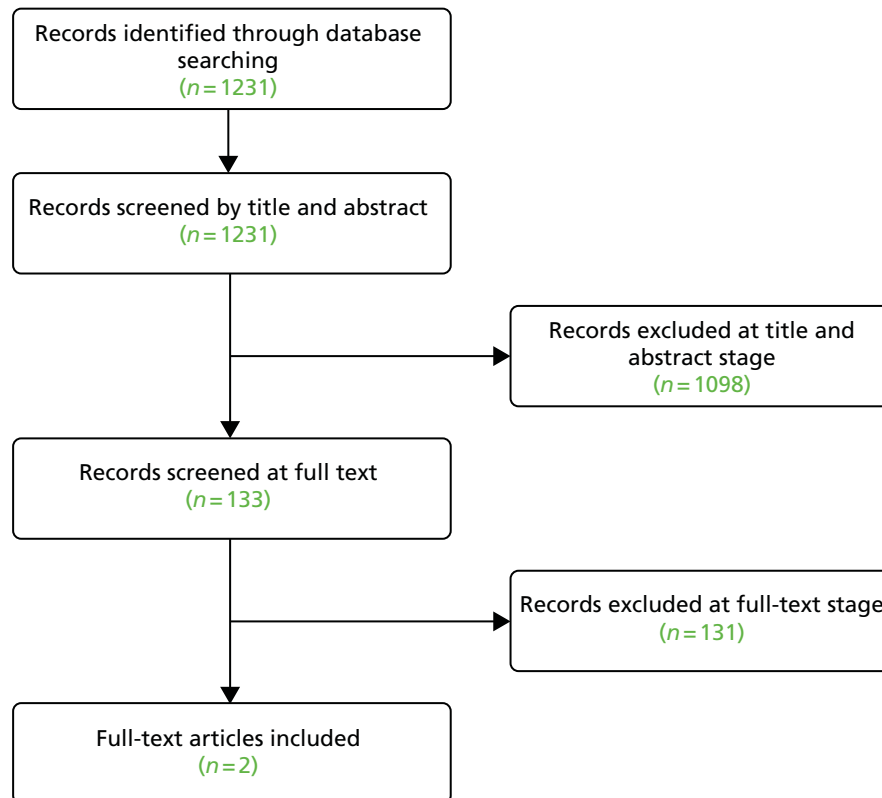 Records identified through database
searching
(n=1231)
Records screened by title and abstract
(n=1231)
Records excluded at title and
abstract stage
(n=1098)
Records screened at full text
(n=133)
Records excluded at full-text stage
(n=131)
Full-text articles included
(n=2)